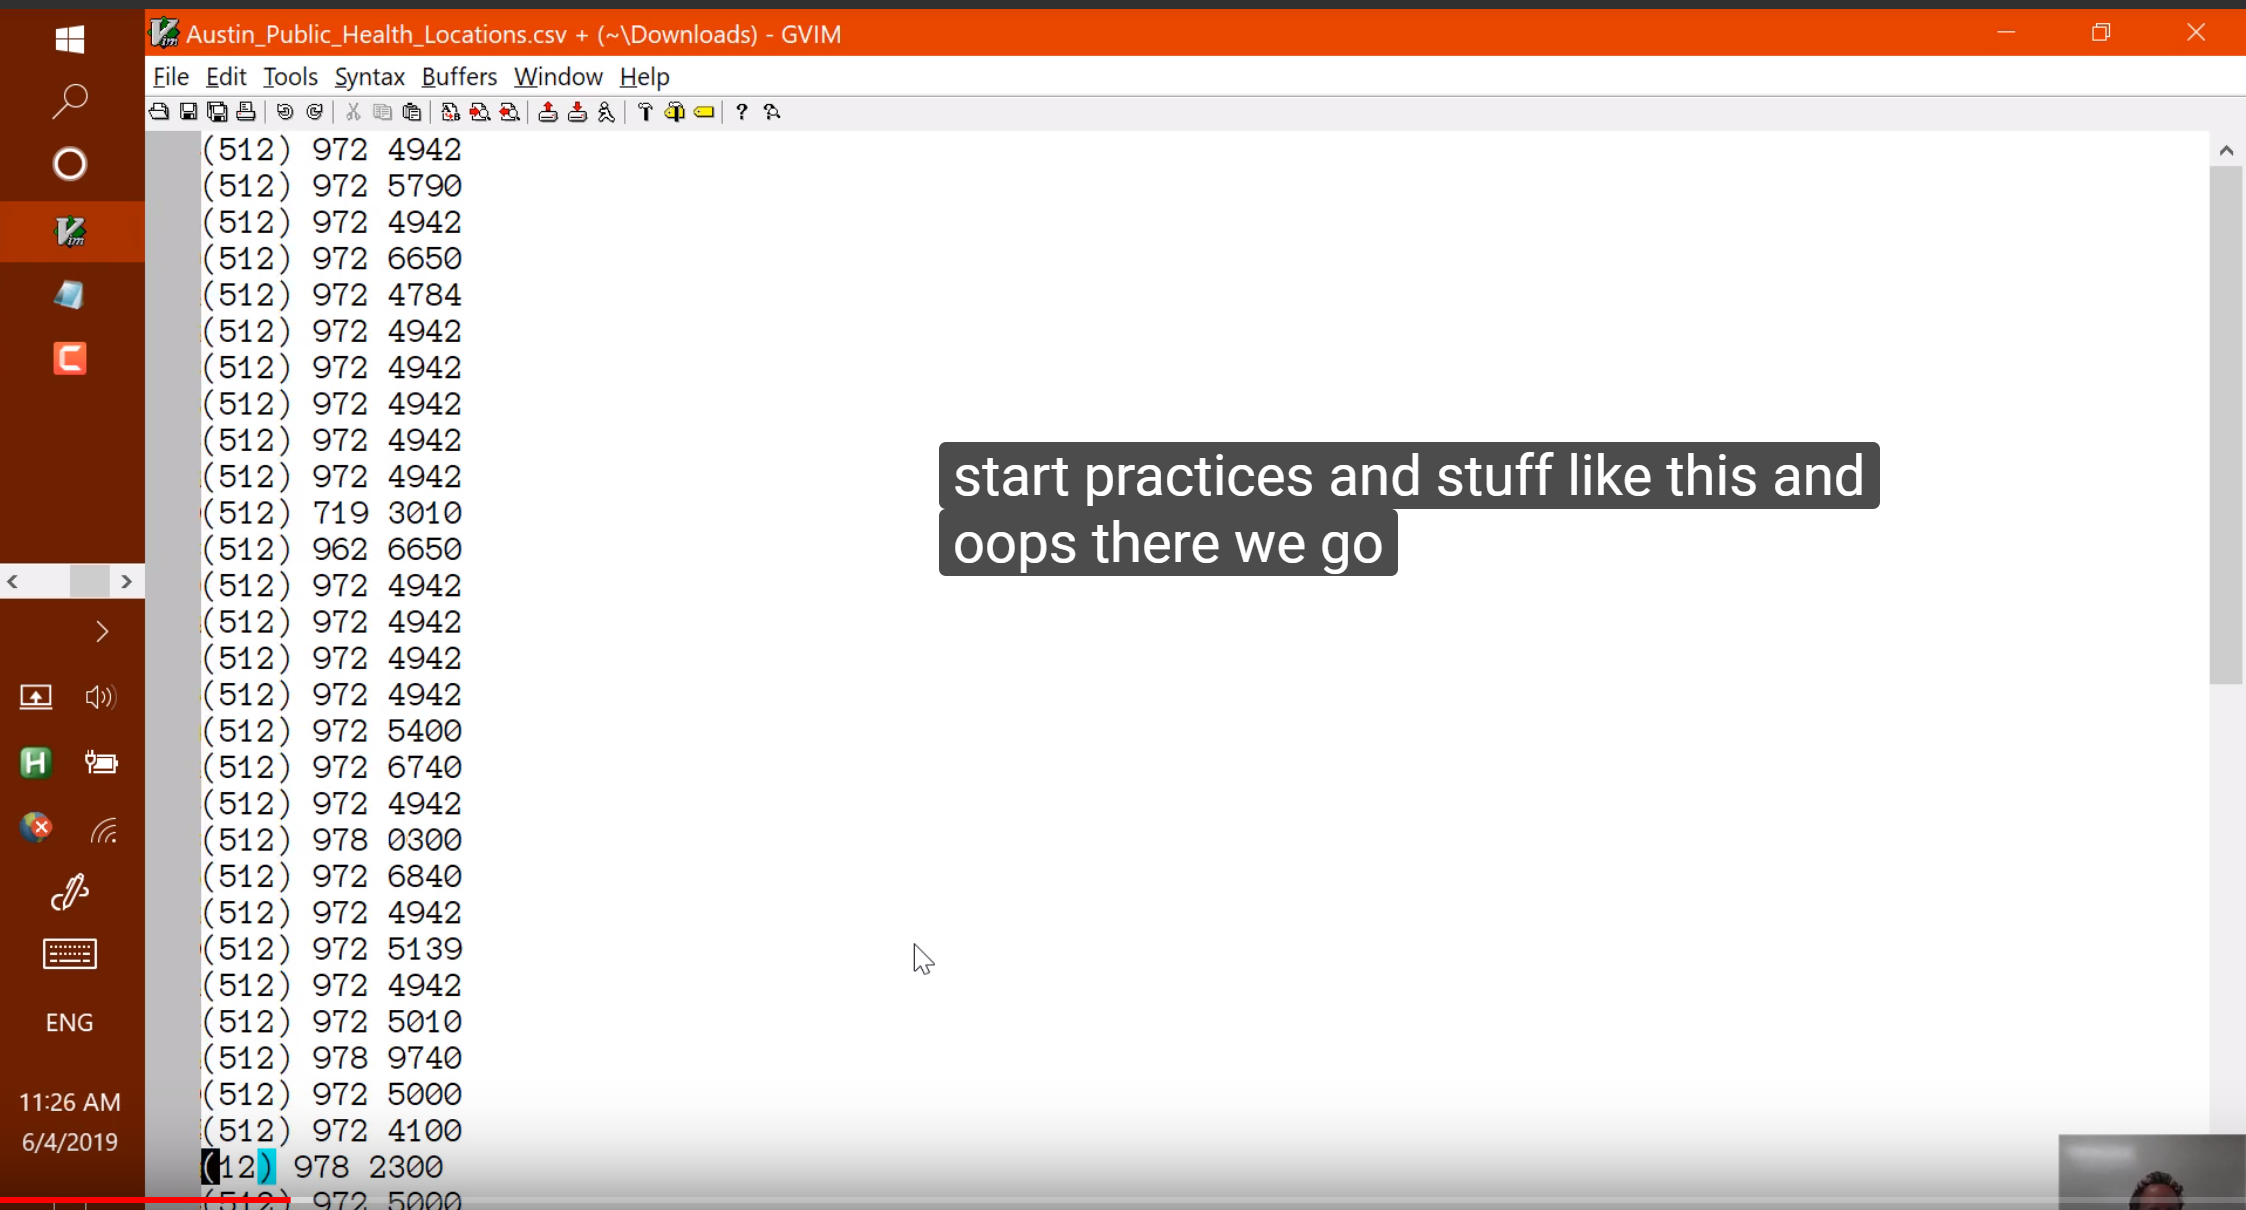 Austin_Public_Health_Locations.csv + (~\Downloads) - GVIM
File Edit Tools Syntax Buffers Window Help
(512) 972 4942
(512) 972 5790
(512) 972 4942
(512) 972 6650
(512) 972 4784
(512) 972 4942
(512) 972 4942
(512) 972 4942
(512) 972 4942
(512) 972 4942
(512) 719 3010
(512) 962 6650
(512) 972 4942
(512) 972 4942
(512) 972 4942
(512) 972 4942
(512) 972 5400
(512) 972 6740
(512) 972 4942
(512) 978 0300
(512) 972 6840
(512) 972 4942
(512) 972 5139
(512) 972 4942
(512) 972 5010
(512) 978 9740
(512) 972 5000
(512) 972 4100
(12) 978 2300
(512) 972 5000
start practices and stuff like this and
oops there we go
ENG
11:26 AM
6/4/2019